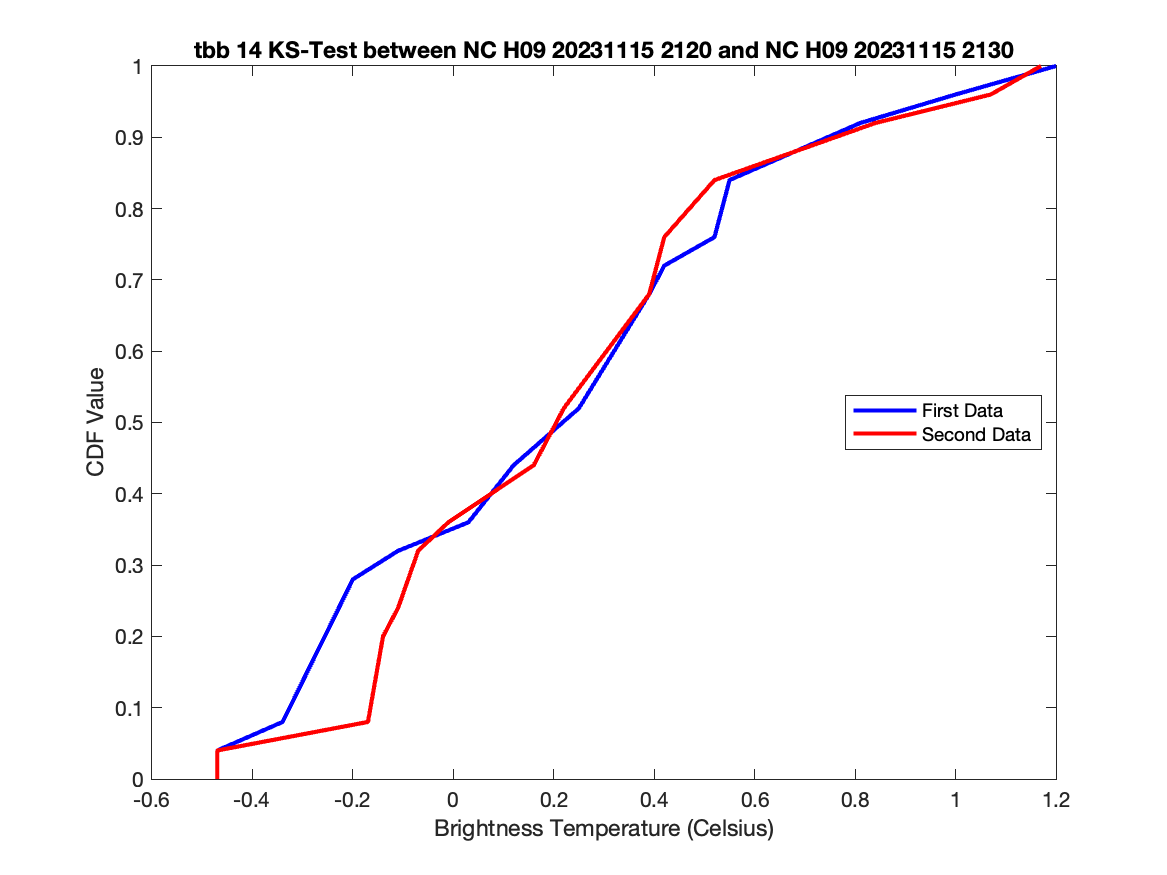 tbb 14 KS-Test between NC H09 20231115 2120 and NC H09 20231115 2130
1
0.9
0.8
0.7
0.6
0.5
0.4
0.3
0.2
0.1
0
CDF Value
First Data
Second Data
-0.6 -0.4 -0.2 0 0.2 0.4 0.6 0.8 1 1.2
Brightness Temperature (Celsius)